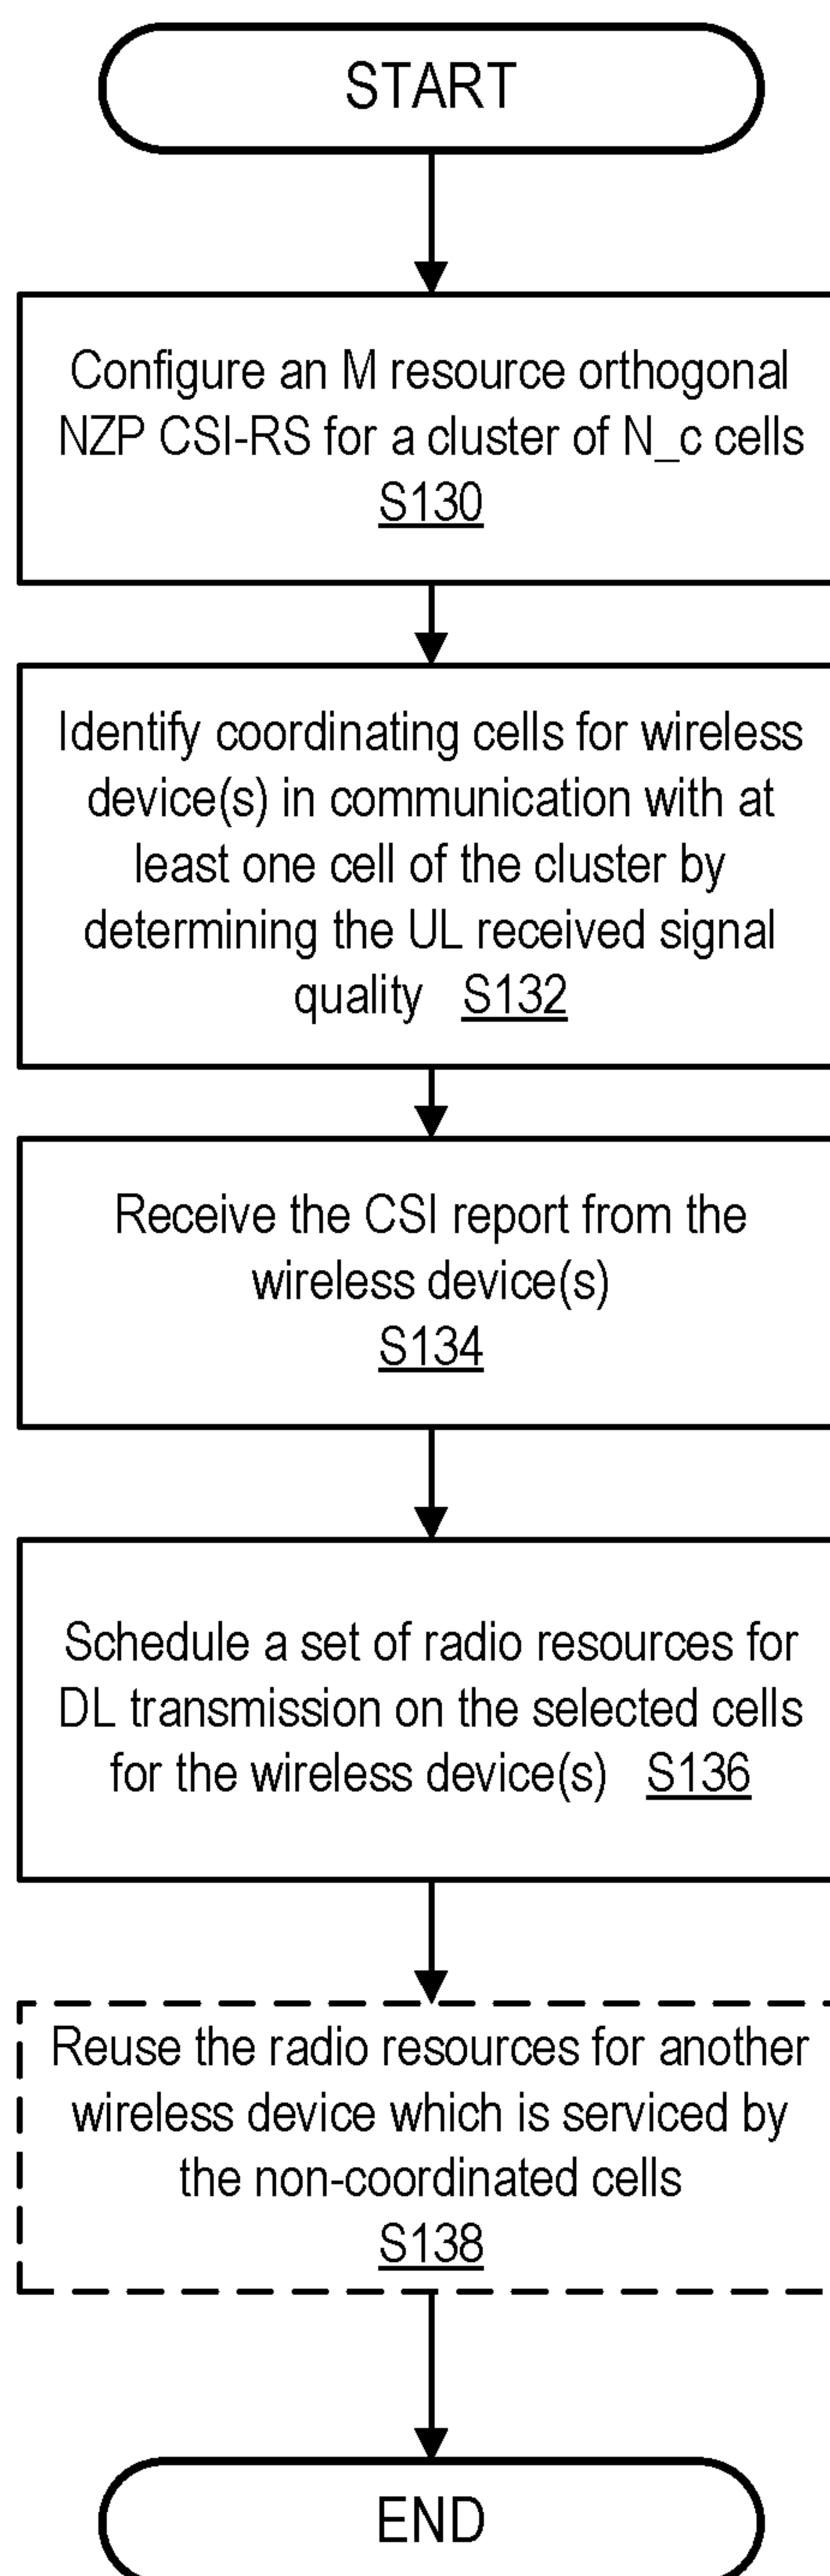 START
Configure an M resource orthogonal
NZP CSI-RS for a cluster of N_c cells
S130
Identify coordinating cells for wireless
device(s) in communication with at
least one cell of the cluster by
determining the UL received signal
quality S132
Receive the CSI report from the
wireless device(s)
S134
Schedule a set of radio resources for
DL transmission on the selected cells
for the wireless device(s) S136
Reuse the radio resources for another
wireless device which is serviced by
the non-coordinated cells
S138
END